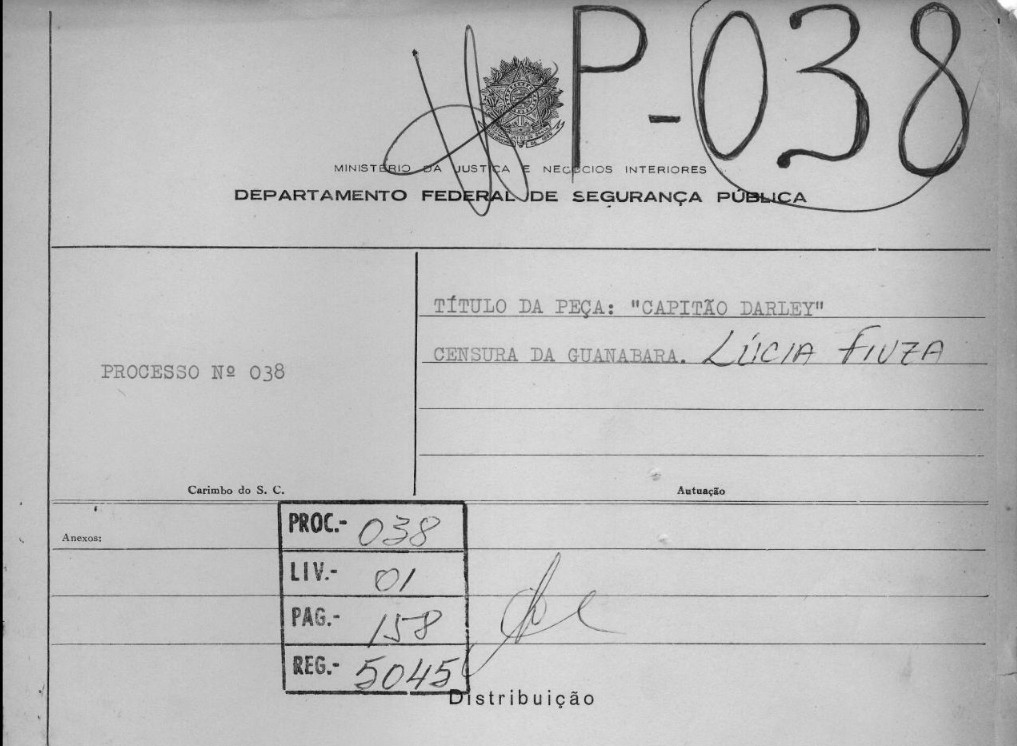 P-038
MINISTÉRIO DA JUSTIÇA E NEGÓCIOS INTERIORES
DEPARTAMENTO FEDERAL DE SEGURANÇA PÚBLICA
TÍTULO DA PEÇA: "CAPITÃO DARLEY"
CENSURA DA GUANABARA. LÚCIA FIUZA
PROCESSO Nº 038
Carimbo do S. C.
Autuação
Anexos:
PROC.- 038
LIV.- 01
PAG.- 158
REG.- 5045
Distribuição